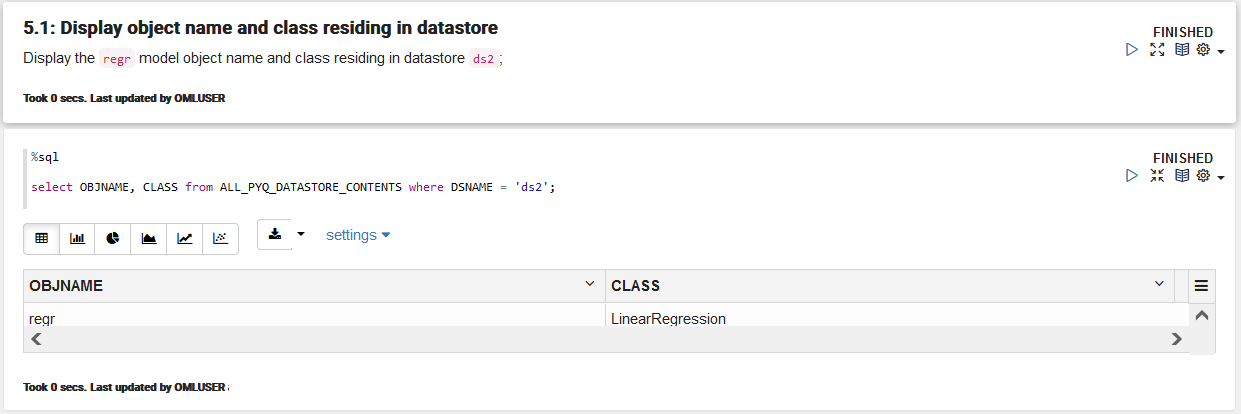 5.1: Display object name and class residing in datastore
FINISHED
Display the regr model object name and class residing in datastore ds2 ;
Took 0 secs. Last updated by OMLUSER
%sql
FINISHED
select OBJNAME, CLASS from ALL_PYQ_DATASTORE_CONTENTS where DSNAME = 'ds2';
settings
OBJNAME CLASS
regr LinearRegression
Took 0 secs. Last updated by OMLUSER